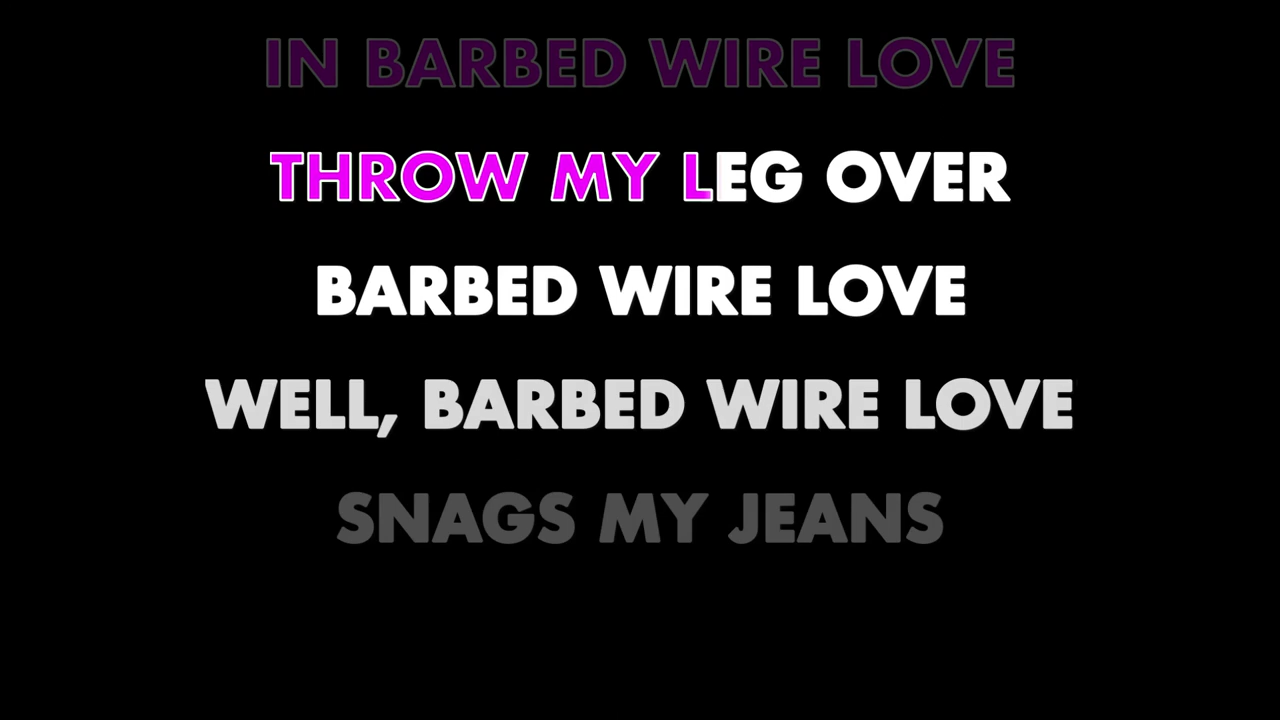 IN BARBED WIRE LOVE
THROW MY LEG OVER
BARBED WIRE LOVE
WELL, BARBED WIRE LOVE
SNAGS MY JEANS